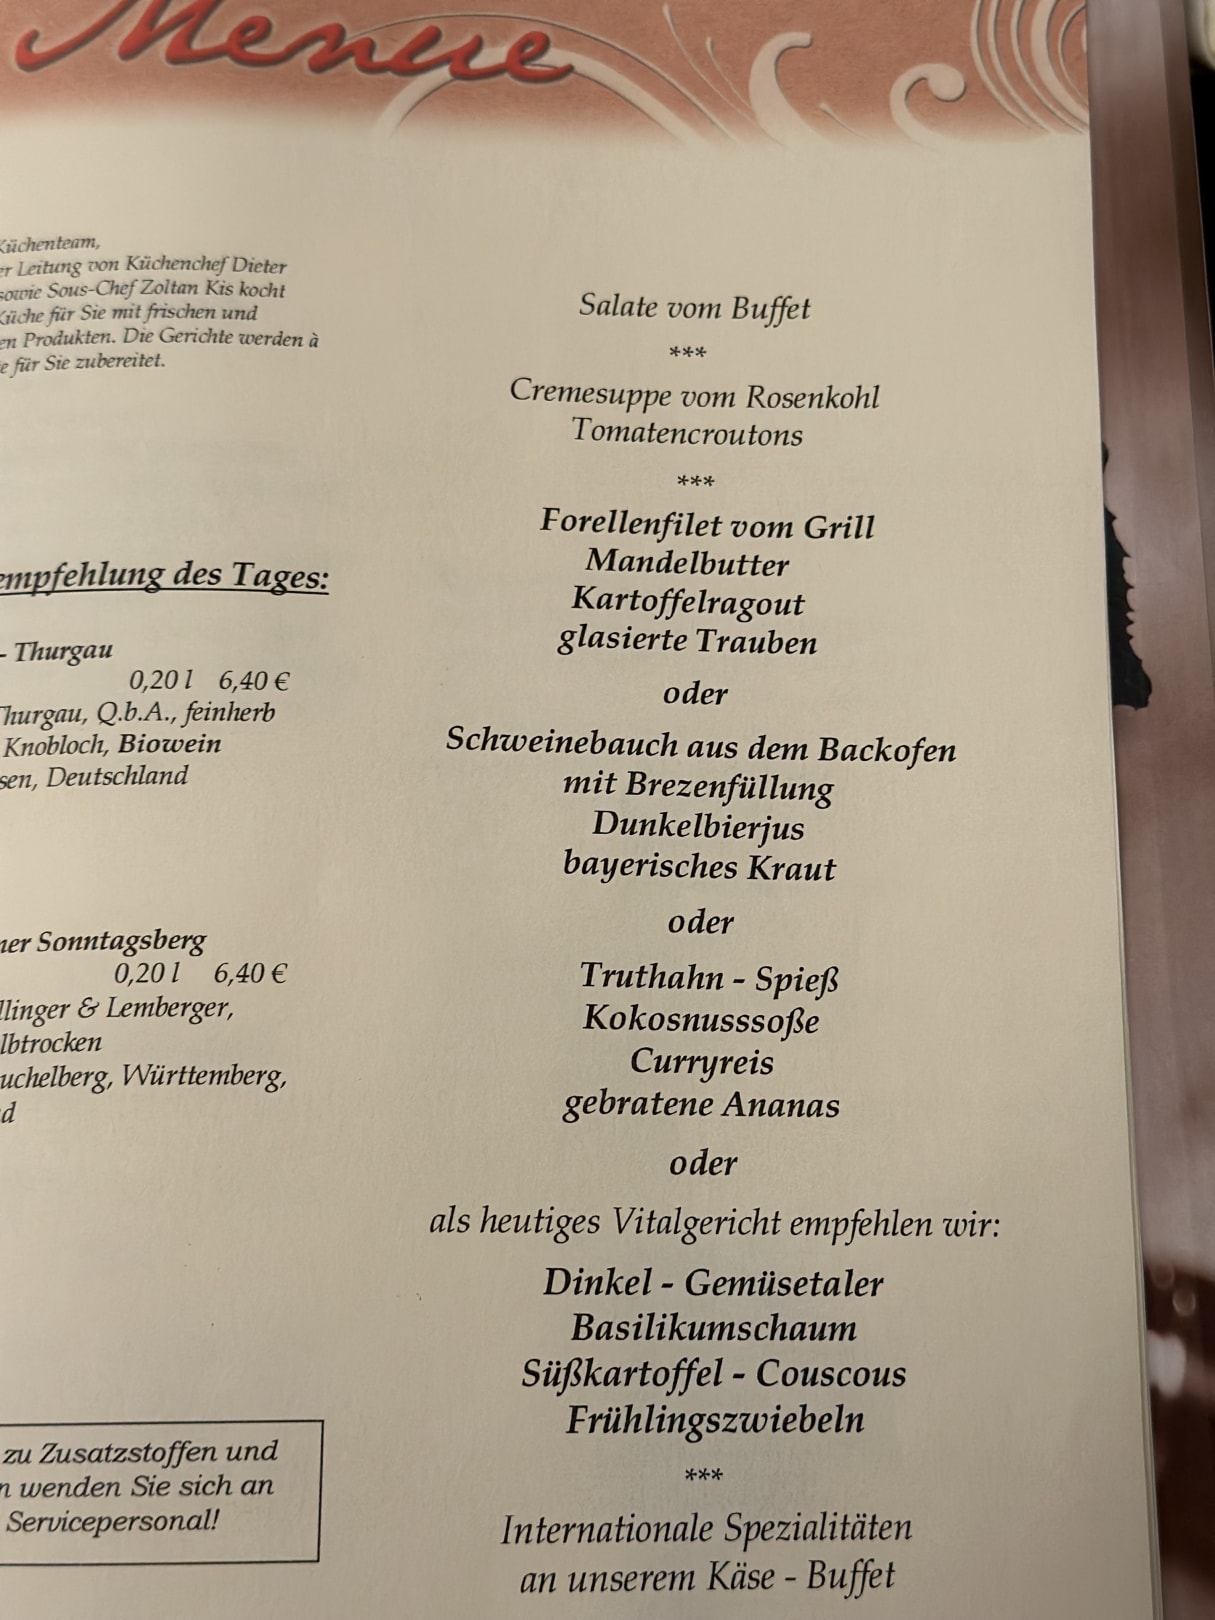 Menue
Küchenteam,
er Leitung von Küchenchef Dieter
sowie Sous-Chef Zoltan Kis kocht
Küche für Sie mit frischen und
en Produkten. Die Gerichte werden à
e für Sie zubereitet.
empfehlung des Tages:
- Thurgau
0,20 l 6,40 €
Thurgau, Q.b.A., feinherb
Knobloch, Biowein
sen, Deutschland
ner Sonntagsberg
0,20 l 6,40 €
llinger & Lemberger,
lbtrocken
uchelberg, Württemberg,
d
zu Zusatzstoffen und
n wenden Sie sich an
Servicepersonal!
Salate vom Buffet
***
Cremesuppe vom Rosenkohl
Tomatencroutons
***
Forellenfilet vom Grill
Mandelbutter
Kartoffelragout
glasierte Trauben
oder
Schweinebauch aus dem Backofen
mit Brezenfüllung
Dunkelbierjus
bayerisches Kraut
oder
Truthahn - Spieß
Kokosnusssoße
Curryreis
gebratene Ananas
oder
als heutiges Vitalgericht empfehlen wir:
Dinkel - Gemüsetaler
Basilikumschaum
Süßkartoffel - Couscous
Frühlingszwiebeln
***
Internationale Spezialitäten
an unserem Käse - Buffet